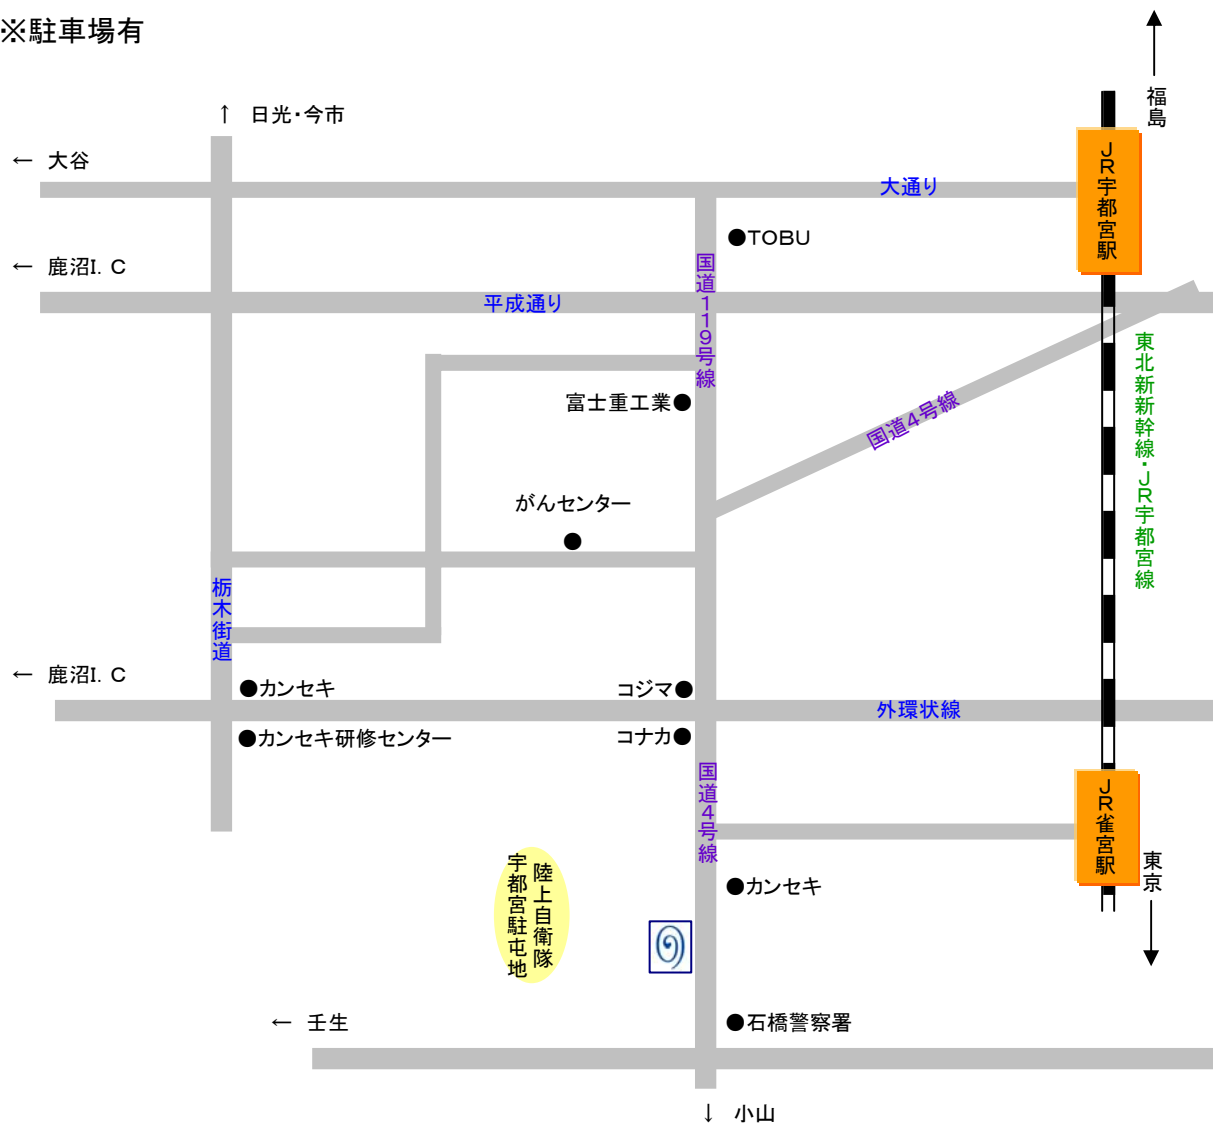 ※駐車場有
福島
↑ 日光・今市
← 大谷
JR宇都宮駅
大通り
●TOBU
← 鹿沼I. C
国道119号線
平成通り
東北新新幹線・JR宇都宮線
富士重工業●
国道4号線
がんセンター
●
栃木街道
← 鹿沼I. C
●カンセキ
コジマ●
外環状線
●カンセキ研修センター
コナカ●
国道4号線
JR雀宮駅
陸上自衛隊
宇都宮駐屯地
東京
●カンセキ
← 壬生
●石橋警察署
↓ 小山